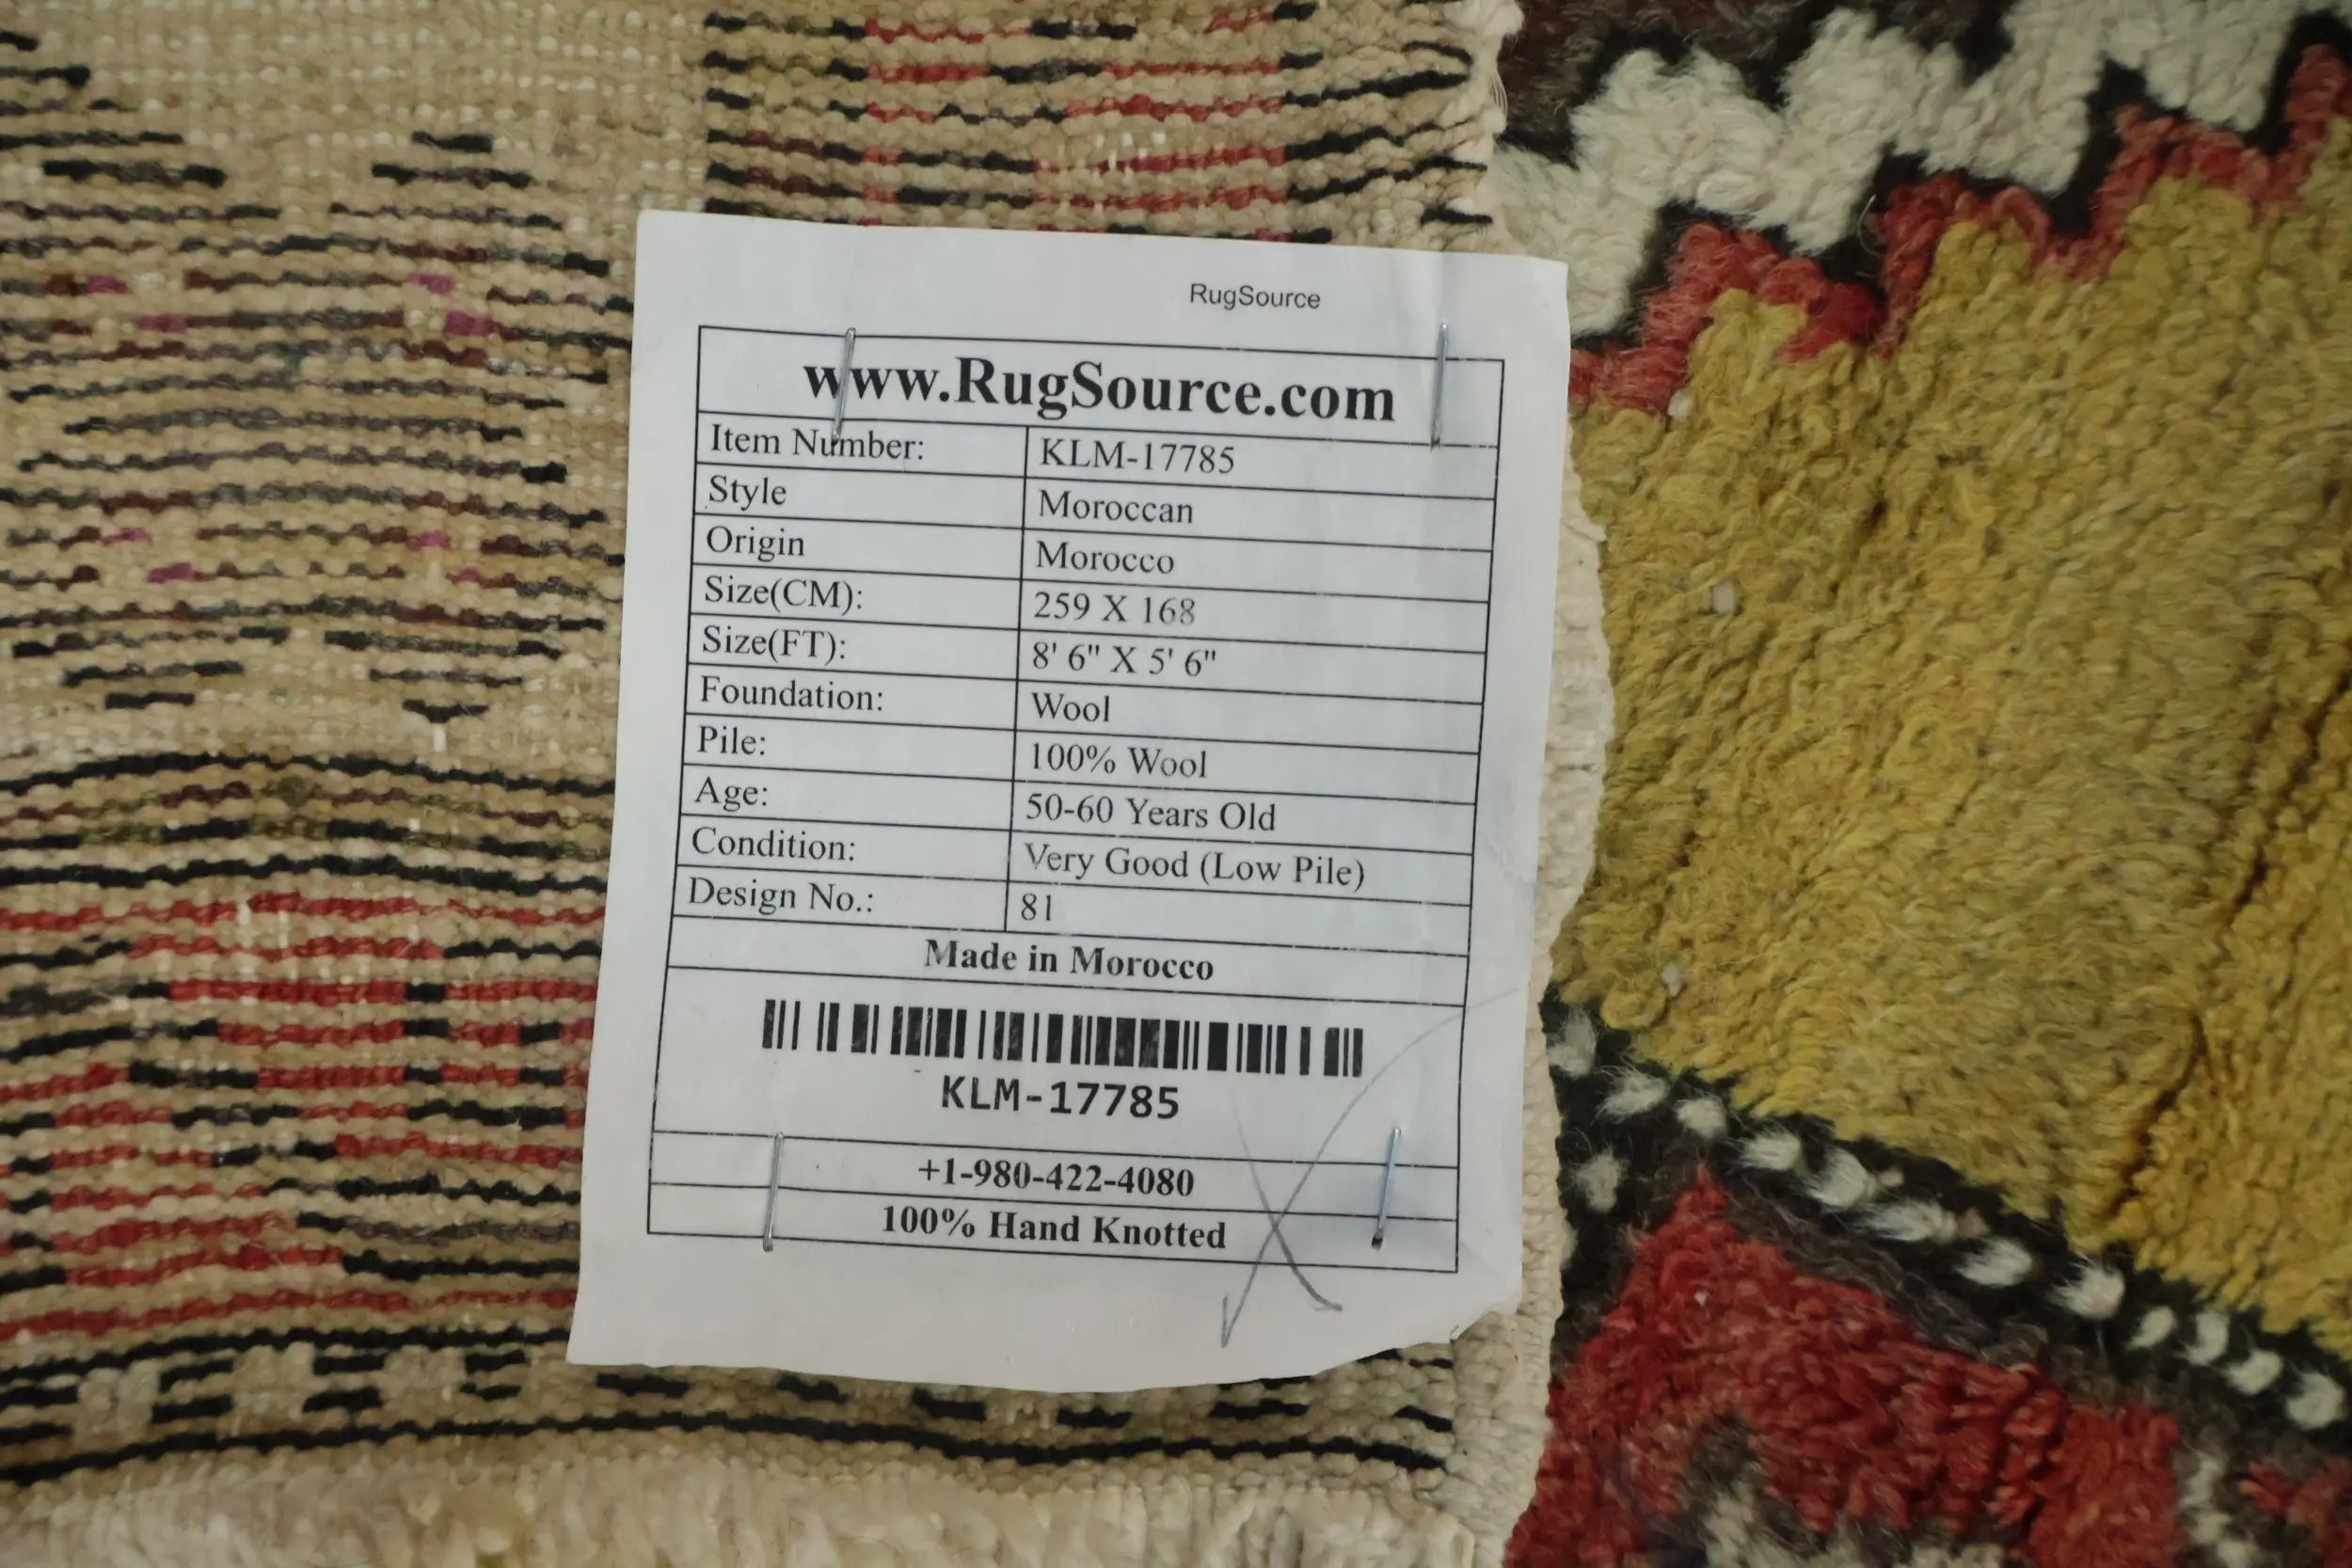 RugSource
www.RugSource.com
Item Number: KLM-17785
Style Moroccan
Origin Morocco
Size(CM): 259 X 168
Size(FT): 8' 6" X 5' 6"
Foundation: Wool
Pile: 100% Wool
Age: 50-60 Years Old
Condition: Very Good (Low Pile)
Design No.: 81
Made in Morocco
KLM-17785
+1-980-422-4080
100% Hand Knotted